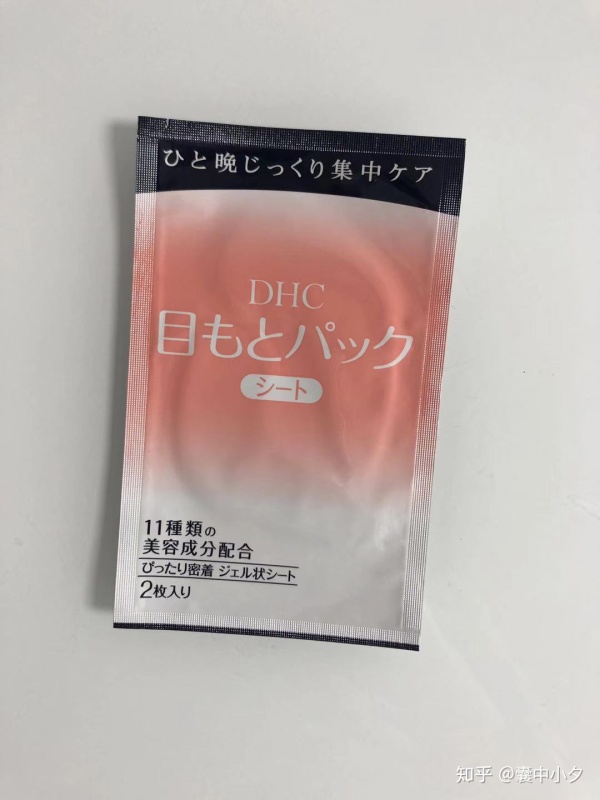 ひと晩じっくり集中ケア
DHC
目もとパック
シート
11種類の
美容成分配合
ぴったり密着 ジェル状シート
2枚入り
知乎 @囊中小夕